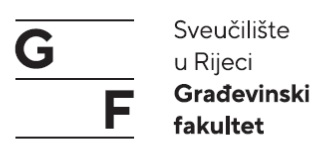 G
F
Sveučilište
u Rijeci
Građevinski
fakultet